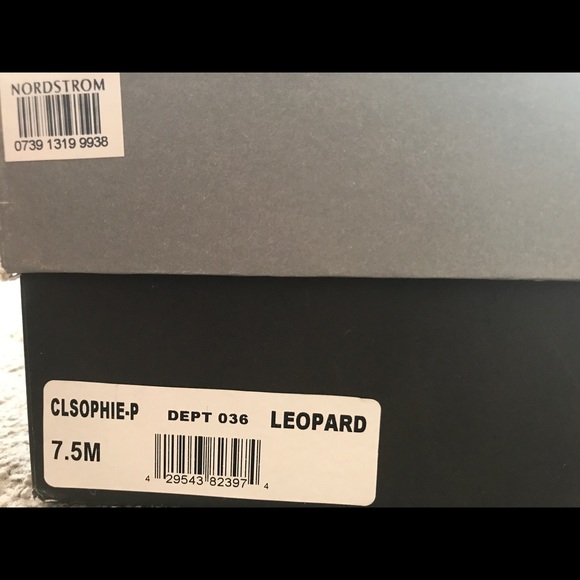 NORDSTROM
0739 1319 9938
CLSOPHIE-P DEPT 036 LEOPARD
7.5M
4 29543 82397 4